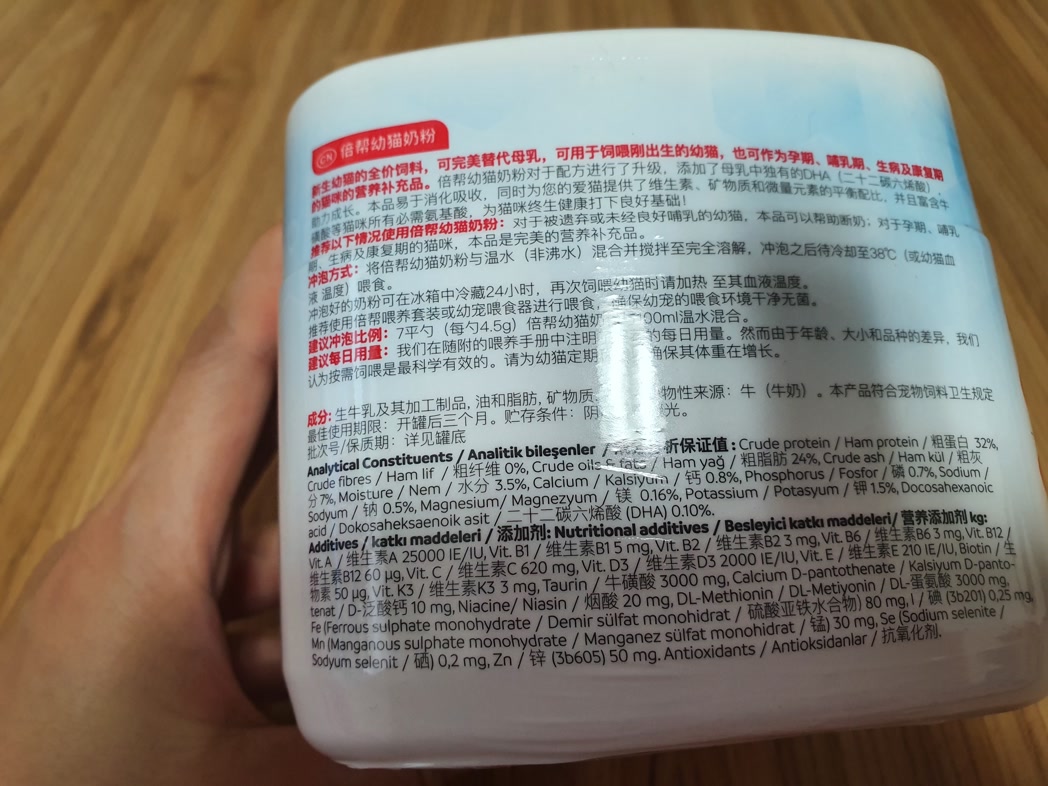 CN 倍帮幼猫奶粉
新生幼猫的全价饲料，可完美替代母乳，可用于饲喂刚出生的幼猫，也可作为孕期、哺乳期、生病及康复期
的猫咪的营养补充品。倍帮幼猫奶粉对于配方进行了升级，添加了母乳中独有的DHA（二十二碳六烯酸），
助力成长。本品易于消化吸收，同时为您的爱猫提供了维生素、矿物质和微量元素的平衡配比，并且富含牛
磺酸等猫咪所有必需氨基酸，为猫咪终生健康打下良好基础！
推荐以下情况使用倍帮幼猫奶粉：对于被遗弃或未经良好哺乳的幼猫，本品可以帮助断奶；对于孕期、哺乳
期、生病及康复期的猫咪，本品是完美的营养补充品。
冲泡方式：将倍帮幼猫奶粉与温水（非沸水）混合并搅拌至完全溶解，冲泡之后待冷却至38℃（或幼猫血
液 温度）喂食。
冲泡好的奶粉可在冰箱中冷藏24小时，再次饲喂幼猫时请加热 至其血液温度。
推荐使用倍帮喂养套装或幼宠喂食器进行喂食，确保幼宠的喂食环境干净无菌。
建议冲泡比例：7平勺（每勺4.5g）倍帮幼猫奶 00ml温水混合。
建议每日用量：我们在随附的喂养手册中注明 的每日用量。然而由于年龄、大小和品种的差异，我们
认为按需饲喂是最科学有效的。请为幼猫定期 确保其体重在增长。
成分: 生牛乳及其加工制品, 油和脂肪, 矿物质 物性来源：牛（牛奶）。本产品符合宠物饲料卫生规定
最佳使用期限：开罐后三个月。贮存条件：阴 光。
批次号/保质期：详见罐底
Analytical Constituents / Analitik bileşenler / 析保证值 : Crude protein / Ham protein / 粗蛋白 32%,
Crude fibres / Ham lif / 粗纤维 0%, Crude oils & fats / Ham yağ / 粗脂肪 24%, Crude ash / Ham kül / 粗灰
分 7%, Moisture / Nem / 水分 3.5%, Calcium / Kalsiyum / 钙 0.8%, Phosphorus / Fosfor / 磷 0.7%, Sodium /
Sodyum / 钠 0.5%, Magnesium / Magnezyum / 镁 0.16%, Potassium / Potasyum / 钾 1.5%, Docosahexanoic
acid / Dokosaheksaenoik asit / 二十二碳六烯酸 (DHA) 0.10%.
Additives / katkı maddeleri / 添加剂: Nutritional additives / Besleyici katkı maddeleri/ 营养添加剂 kg:
Vit. A / 维生素A 25000 IE/IU, Vit. B1 / 维生素B1 5 mg, Vit. B2 / 维生素B2 3 mg, Vit. B6 / 维生素B6 3 mg, Vit. B12 /
维生素B12 60 μg, Vit. C / 维生素C 620 mg, Vit. D3 / 维生素D3 2000 IE/IU, Vit. E / 维生素E 210 IE/IU, Biotin / 生
物素 50 μg, Vit. K3 / 维生素K3 3 mg, Taurin / 牛磺酸 3000 mg, Calcium D-pantothenate / Kalsiyum D-panto-
tenat / D-泛酸钙 10 mg, Niacine/ Niasin / 烟酸 20 mg, DL-Methionin / DL-Metiyonin / DL-蛋氨酸 3000 mg,
Fe (Ferrous sulphate monohydrate / Demir sülfat monohidrat / 硫酸亚铁水合物) 80 mg, I / 碘 (3b201) 0,25 mg,
Mn (Manganous sulphate monohydrate / Manganez sülfat monohidrat / 锰) 30 mg, Se (Sodium selenite /
Sodyum selenit / 硒) 0,2 mg, Zn / 锌 (3b605) 50 mg. Antioxidants / Antioksidanlar / 抗氧化剂.